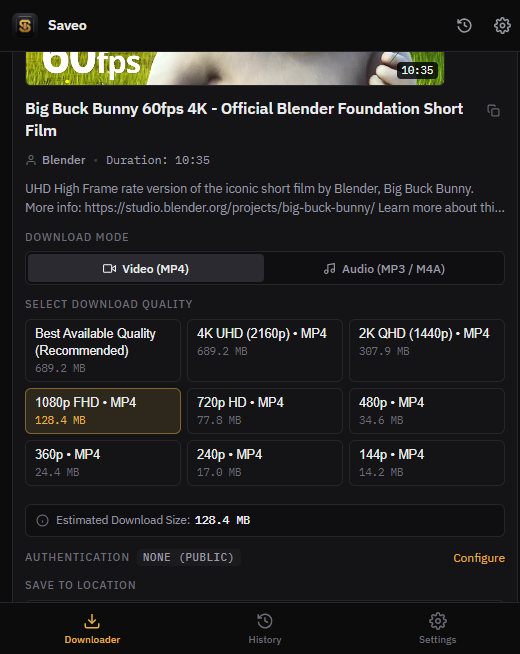 Saveo
60fps
10:35
Big Buck Bunny 60fps 4K - Official Blender Foundation Short
Film
Blender • Duration: 10:35
UHD High Frame rate version of the iconic short film by Blender, Big Buck Bunny.
More info: https://studio.blender.org/projects/big-buck-bunny/ Learn more about thi...
DOWNLOAD MODE
Video (MP4)
Audio (MP3 / M4A)
SELECT DOWNLOAD QUALITY
Best Available Quality
(Recommended)
689.2 MB
4K UHD (2160p) • MP4
689.2 MB
2K QHD (1440p) • MP4
307.9 MB
1080p FHD • MP4
128.4 MB
720p HD • MP4
77.8 MB
480p • MP4
34.6 MB
360p • MP4
24.4 MB
240p • MP4
17.0 MB
144p • MP4
14.2 MB
Estimated Download Size: 128.4 MB
AUTHENTICATION NONE (PUBLIC)
Configure
SAVE TO LOCATION
Downloader
History
Settings